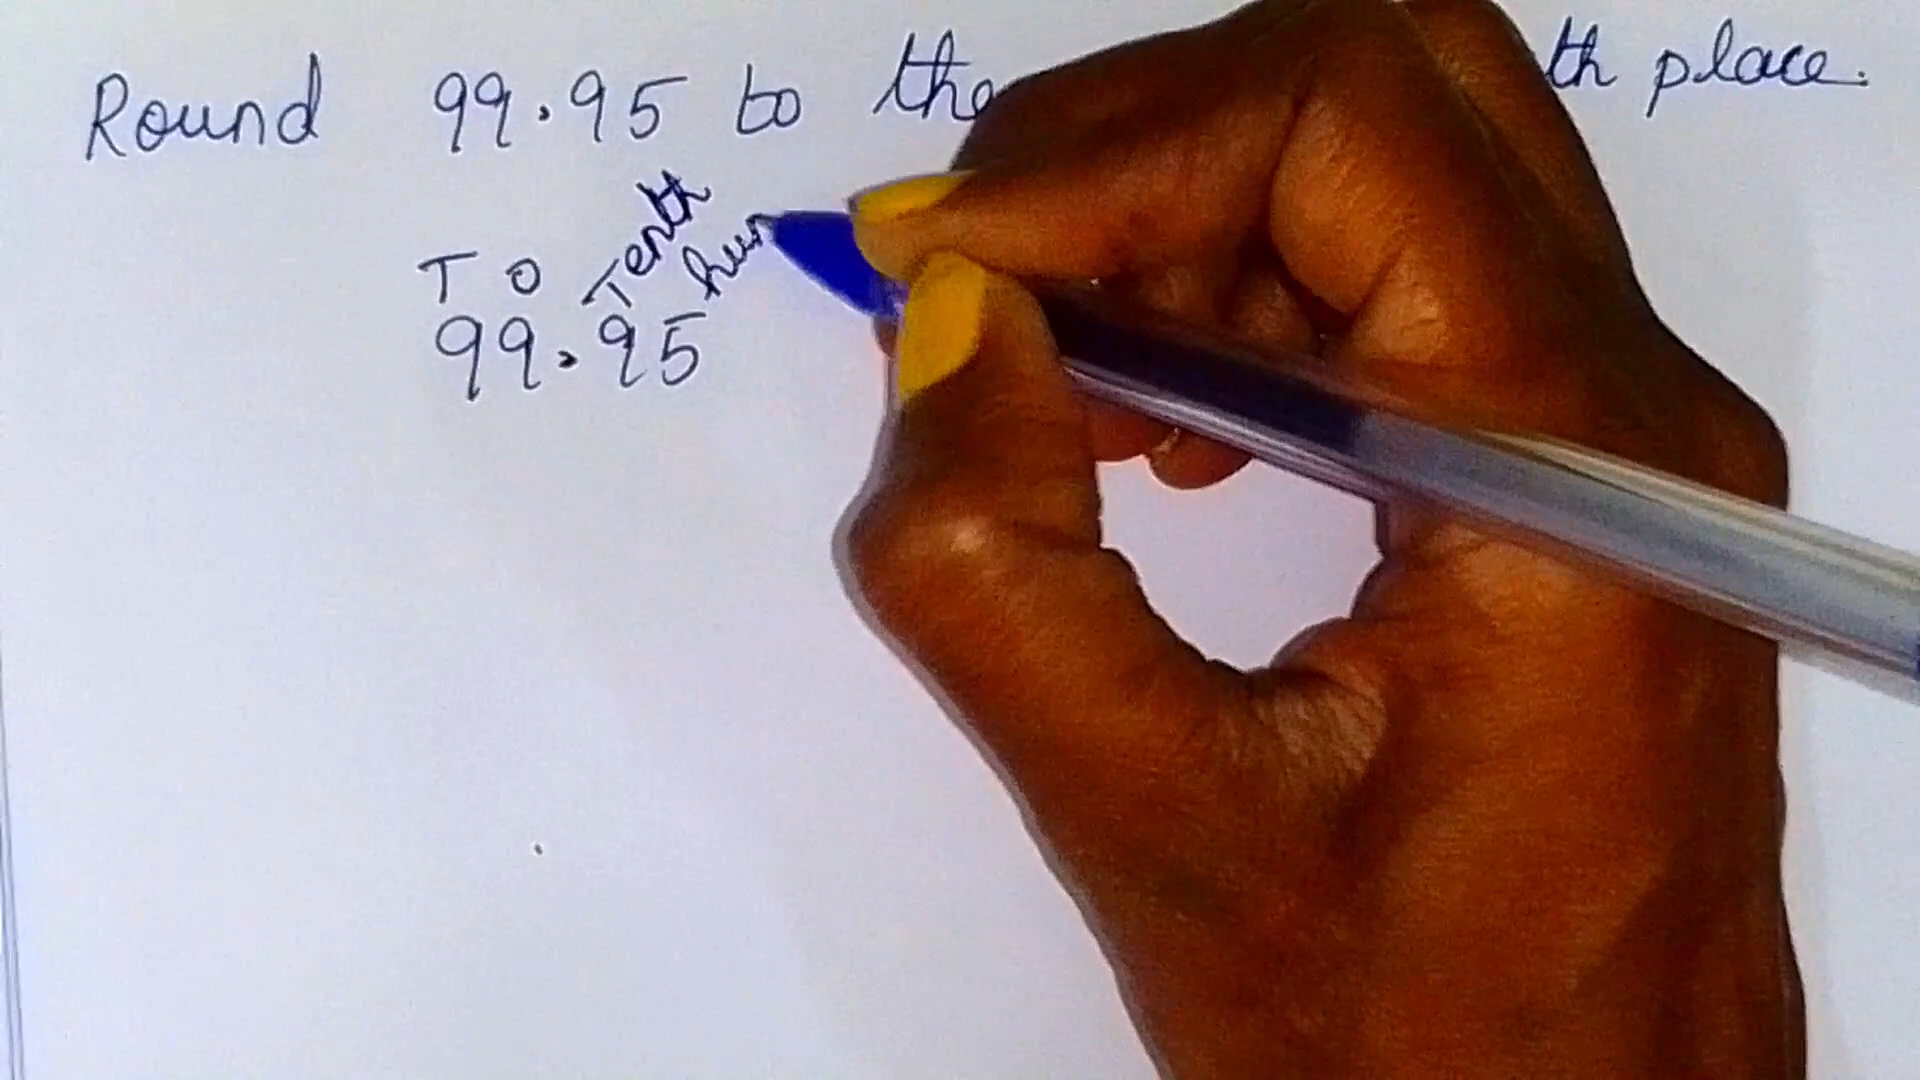 Round 99.95 to the th place.
Tenth
T O hun
99.95